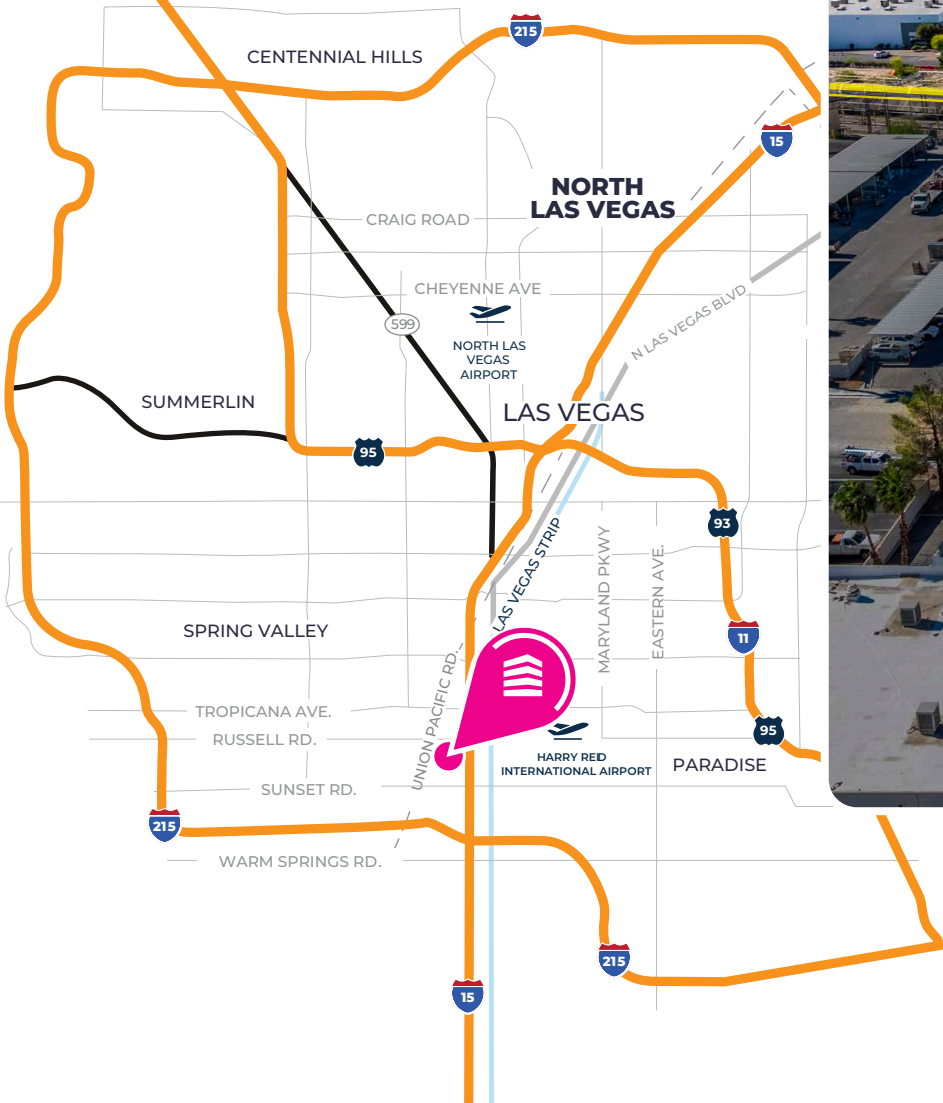 215
CENTENNIAL HILLS
15
NORTH
LAS VEGAS
CRAIG ROAD
CHEYENNE AVE
599
N LAS VEGAS BLVD
NORTH LAS
VEGAS
AIRPORT
SUMMERLIN
LAS VEGAS
95
93
LAS VEGAS STRIP
MARYLAND PKWY
EASTERN AVE.
SPRING VALLEY
11
UNION PACIFIC RD.
TROPICANA AVE.
RUSSELL RD.
95
HARRY REID
INTERNATIONAL AIRPORT
PARADISE
SUNSET RD.
215
WARM SPRINGS RD.
215
15